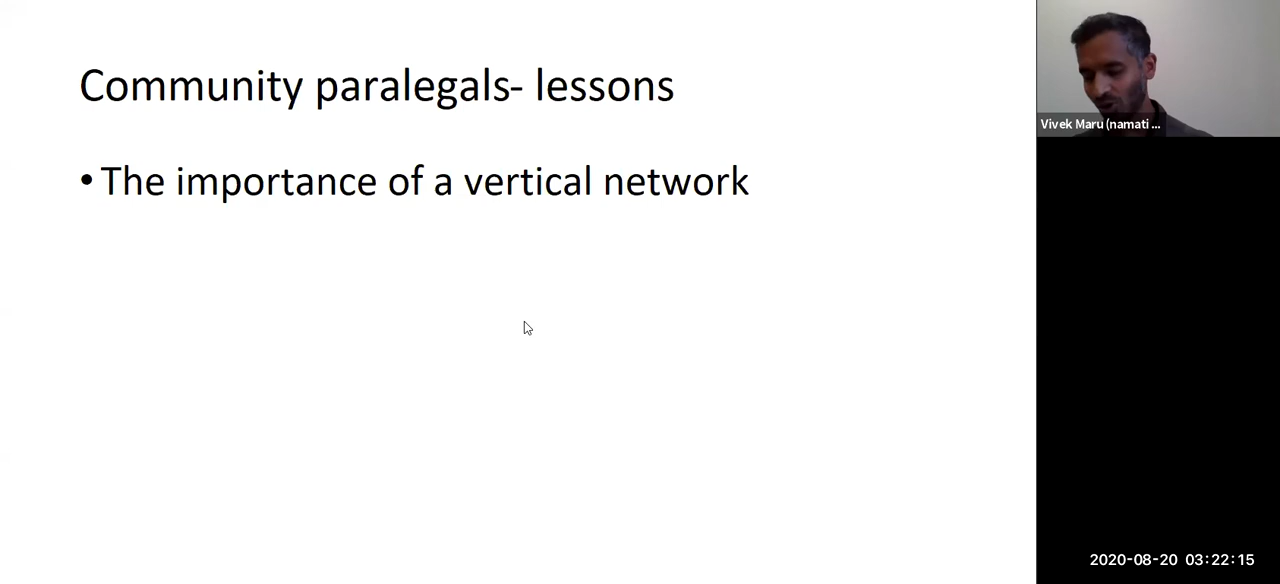 Community paralegals- lessons
• The importance of a vertical network
Vivek Maru (namati ...
2020-08-20 03:22:15